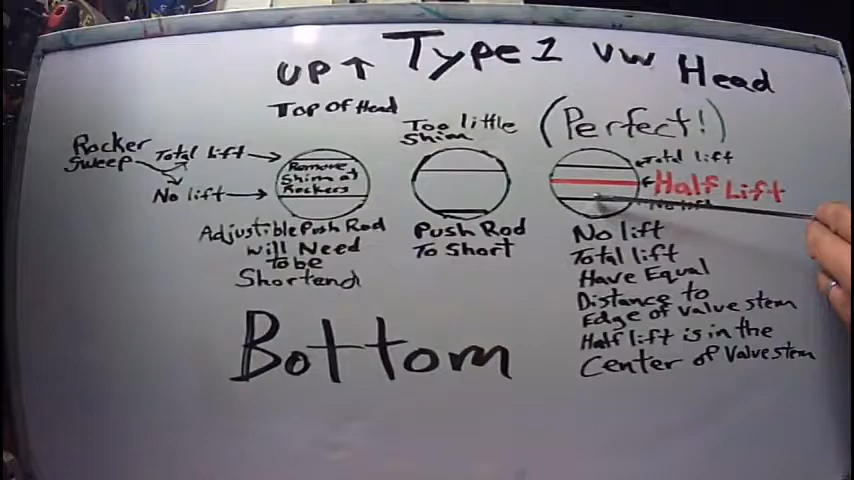 UP↑ Type 1 VW Head
Top of Head
Rocker
Sweep
Total Lift
No lift
Remove
Shim at
Rockers
Adjustible Push Rod
will Need
To be
Shortend
Too little
Shim
Push Rod
To Short
(Perfect!)
Total lift
Half Lift
No lift
No lift
Total lift
Have Equal
Distance to
Edge of valve stem
Half lift is in the
Center of Valve stem
Bottom